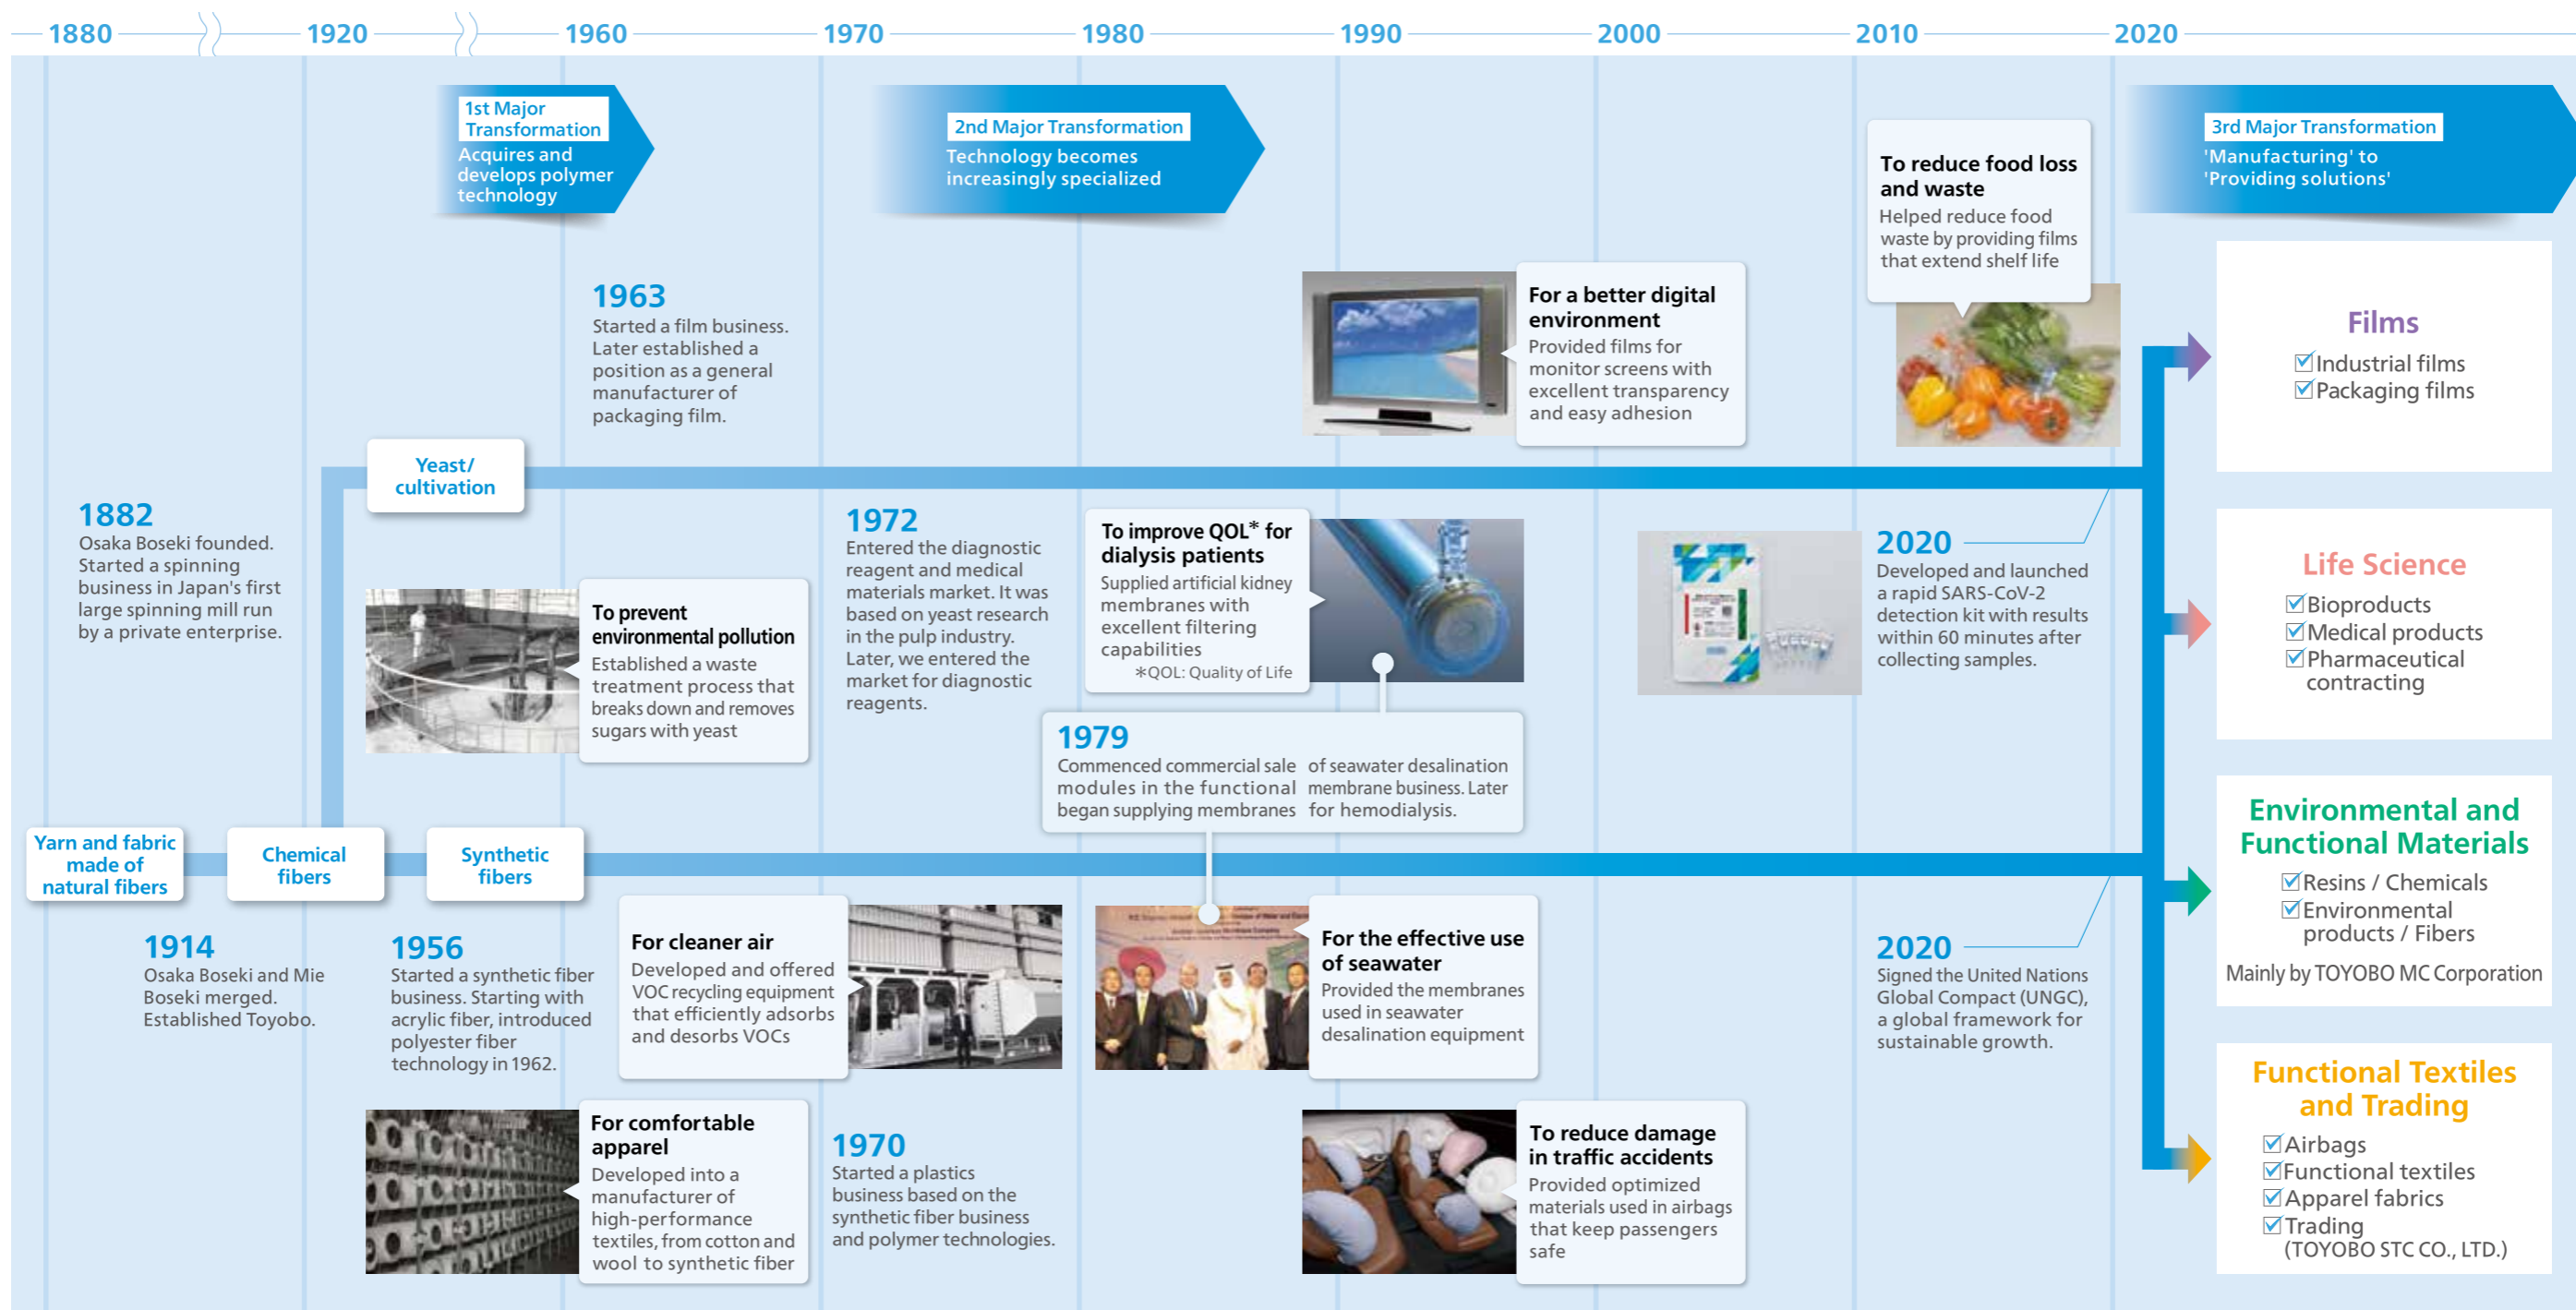 1880
1920
1960
1970
1980
1990
2000
2010
2020
1st Major
Transformation
Acquires and
develops polymer
technology
2nd Major Transformation
Technology becomes
increasingly specialized
3rd Major Transformation
'Manufacturing' to
'Providing solutions'
To reduce food loss
and waste
Helped reduce food
waste by providing films
that extend shelf life
1963
Started a film business.
Later established a
position as a general
manufacturer of
packaging film.
For a better digital
environment
Provided films for
monitor screens with
excellent transparency
and easy adhesion
Films
Industrial films
Packaging films
Yeast/
cultivation
1882
Osaka Boseki founded.
Started a spinning
business in Japan's first
large spinning mill run
by a private enterprise.
To prevent
environmental pollution
Established a waste
treatment process that
breaks down and removes
sugars with yeast
1972
Entered the diagnostic
reagent and medical
materials market. It was
based on yeast research
in the pulp industry.
Later, we entered the
market for diagnostic
reagents.
To improve QOL* for
dialysis patients
Supplied artificial kidney
membranes with
excellent filtering
capabilities
*QOL: Quality of Life
2020
Developed and launched
a rapid SARS-CoV-2
detection kit with results
within 60 minutes after
collecting samples.
Life Science
Bioproducts
Medical products
Pharmaceutical
contracting
1979
Commenced commercial sale of seawater desalination
modules in the functional membrane business. Later
began supplying membranes for hemodialysis.
Yarn and fabric
made of
natural fibers
Chemical
fibers
Synthetic
fibers
Environmental and
Functional Materials
Resins / Chemicals
Environmental
products / Fibers
Mainly by TOYOBO MC Corporation
1914
Osaka Boseki and Mie
Boseki merged.
Established Toyobo.
1956
Started a synthetic fiber
business. Starting with
acrylic fiber, introduced
polyester fiber
technology in 1962.
For cleaner air
Developed and offered
VOC recycling equipment
that efficiently adsorbs
and desorbs VOCs
For the effective use
of seawater
Provided the membranes
used in seawater
desalination equipment
2020
Signed the United Nations
Global Compact (UNGC),
a global framework for
sustainable growth.
For comfortable
apparel
Developed into a
manufacturer of
high-performance
textiles, from cotton and
wool to synthetic fiber
1970
Started a plastics
business based on the
synthetic fiber business
and polymer technologies.
To reduce damage
in traffic accidents
Provided optimized
materials used in airbags
that keep passengers
safe
Functional Textiles
and Trading
Airbags
Functional textiles
Apparel fabrics
Trading
(TOYOBO STC CO., LTD.)